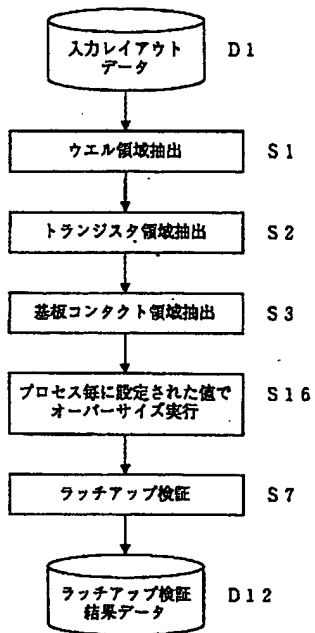 入力レイアウト
データ
D1
ウエル領域抽出
S1
トランジスタ領域抽出
S2
基板コンタクト領域抽出
S3
プロセス毎に設定された値で
オーバーサイズ実行
S16
ラッチアップ検証
S7
ラッチアップ検証
結果データ
D12